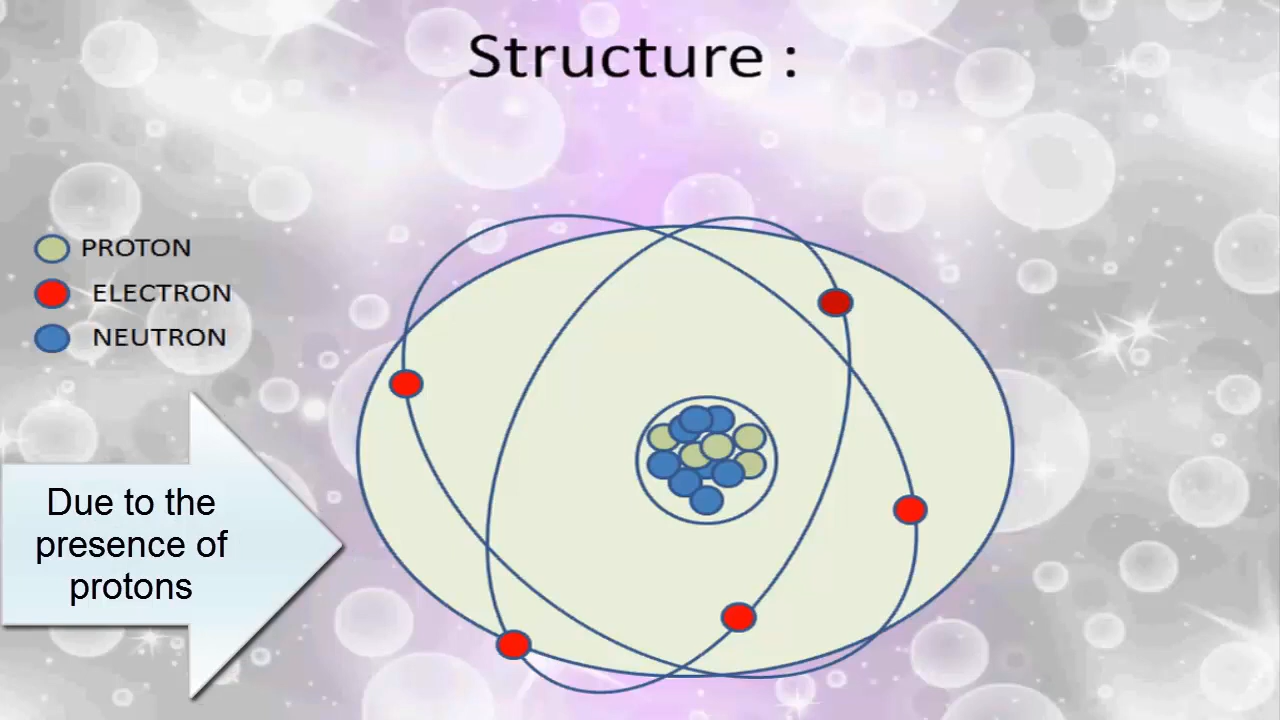 Structure :
PROTON
ELECTRON
NEUTRON
Due to the
presence of
protons